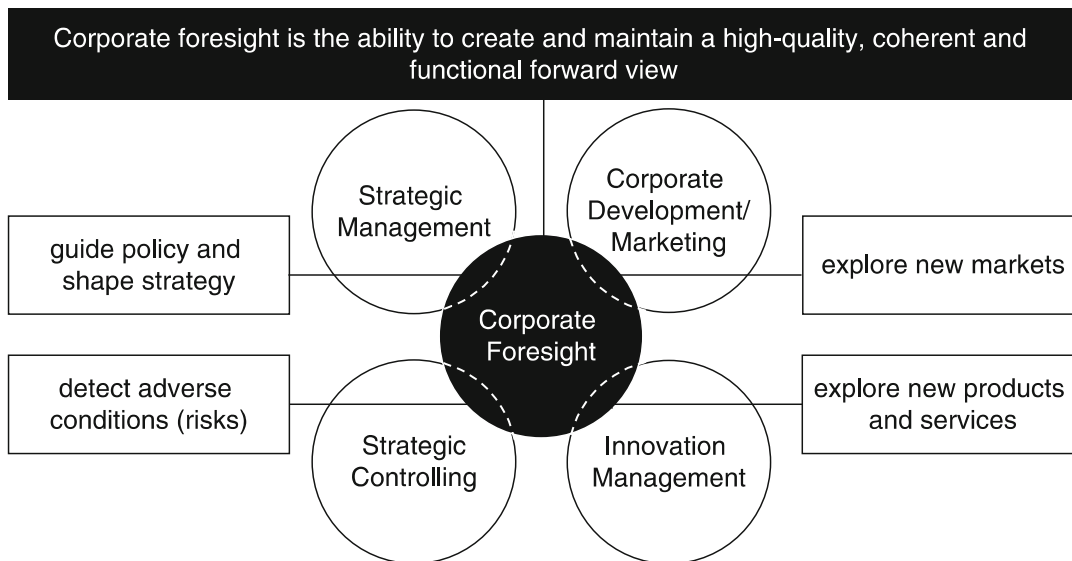 Corporate foresight is the ability to create and maintain a high-quality, coherent and
functional forward view
Strategic
Management
Corporate
Development/
Marketing
guide policy and
shape strategy
explore new markets
Corporate
Foresight
detect adverse
conditions (risks)
explore new products
and services
Strategic
Controlling
Innovation
Management